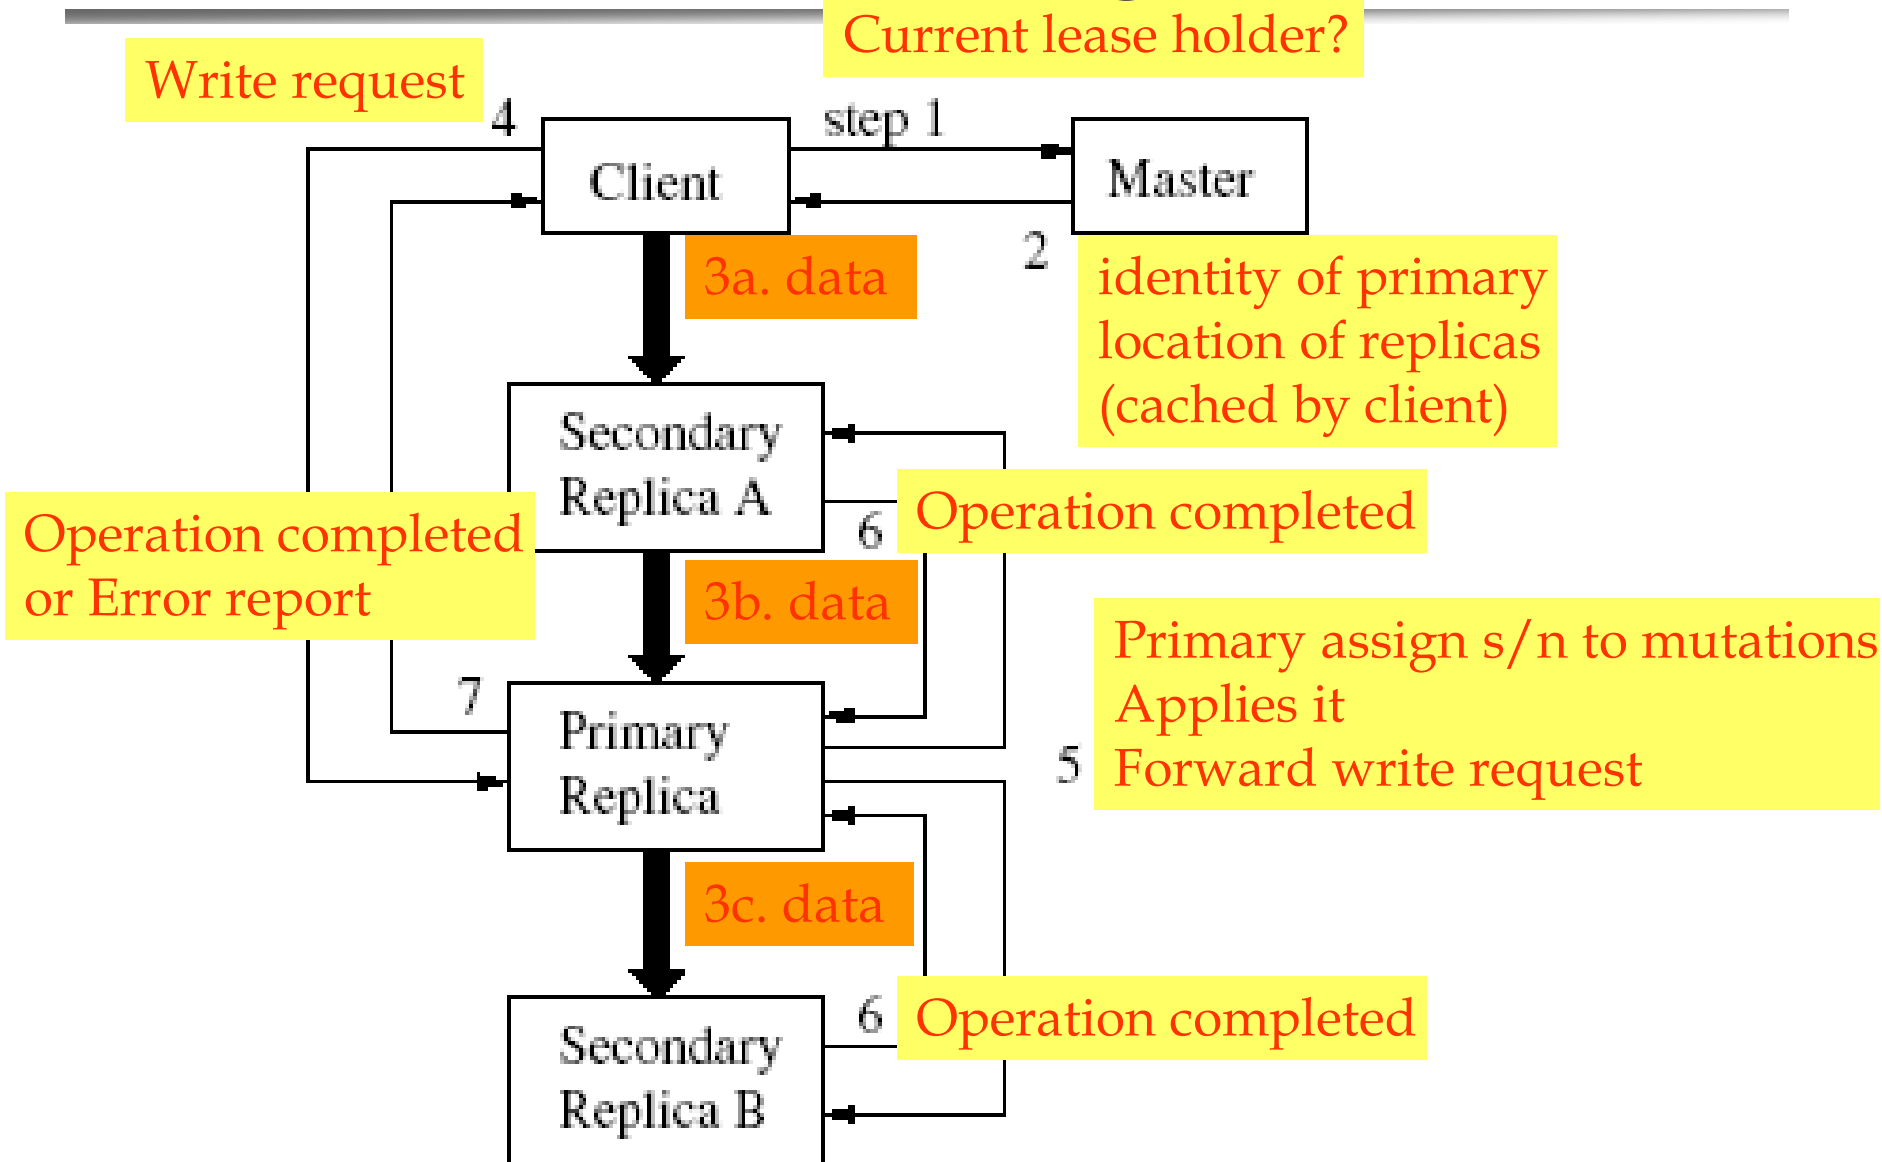 Current lease holder?
Write request
4
step 1
Client
Master
2
3a. data
identity of primary
location of replicas
(cached by client)
Secondary
Replica A
6
Operation completed
Operation completed
or Error report
3b. data
Primary assign s/n to mutations
Applies it
5
Forward write request
7
Primary
Replica
3c. data
6
Operation completed
Secondary
Replica B